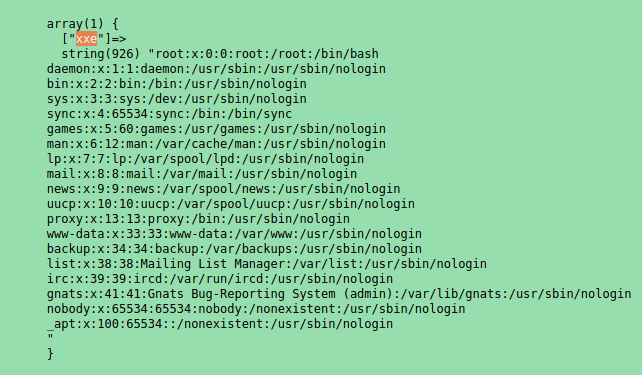 array(1) {
["xxe"]=>
string(926) "root:x:0:0:root:/root:/bin/bash
daemon:x:1:1:daemon:/usr/sbin:/usr/sbin/nologin
bin:x:2:2:bin:/bin:/usr/sbin/nologin
sys:x:3:3:sys:/dev:/usr/sbin/nologin
sync:x:4:65534:sync:/bin:/bin/sync
games:x:5:60:games:/usr/games:/usr/sbin/nologin
man:x:6:12:man:/var/cache/man:/usr/sbin/nologin
lp:x:7:7:lp:/var/spool/lpd:/usr/sbin/nologin
mail:x:8:8:mail:/var/mail:/usr/sbin/nologin
news:x:9:9:news:/var/spool/news:/usr/sbin/nologin
uucp:x:10:10:uucp:/var/spool/uucp:/usr/sbin/nologin
proxy:x:13:13:proxy:/bin:/usr/sbin/nologin
www-data:x:33:33:www-data:/var/www:/usr/sbin/nologin
backup:x:34:34:backup:/var/backups:/usr/sbin/nologin
list:x:38:38:Mailing List Manager:/var/list:/usr/sbin/nologin
irc:x:39:39:ircd:/var/run/ircd:/usr/sbin/nologin
gnats:x:41:41:Gnats Bug-Reporting System (admin):/var/lib/gnats:/usr/sbin/nologin
nobody:x:65534:65534:nobody:/nonexistent:/usr/sbin/nologin
_apt:x:100:65534::/nonexistent:/usr/sbin/nologin
"
}